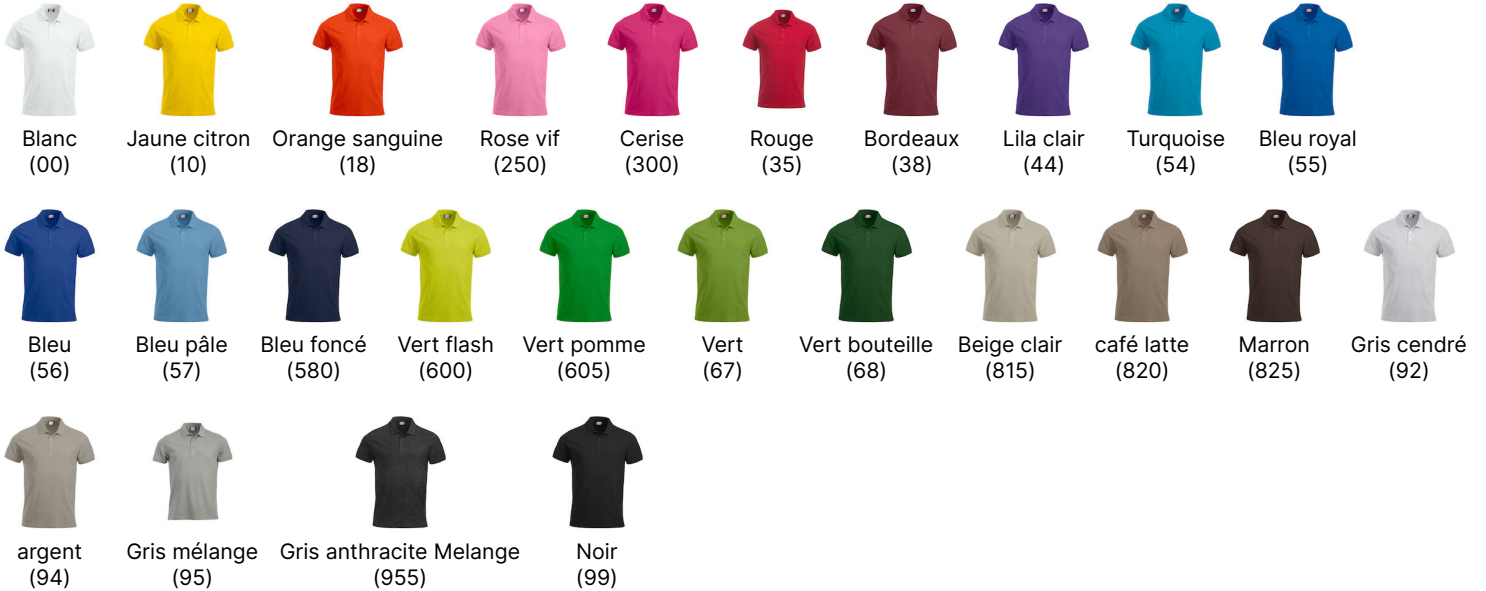 Blanc
(00)
Jaune citron
(10)
Orange sanguine
(18)
Rose vif
(250)
Cerise
(300)
Rouge
(35)
Bordeaux
(38)
Lila clair
(44)
Turquoise
(54)
Bleu royal
(55)
Bleu
(56)
Bleu pâle
(57)
Bleu foncé
(580)
Vert flash
(600)
Vert pomme
(605)
Vert
(67)
Vert bouteille
(68)
Beige clair
(815)
café latte
(820)
Marron
(825)
Gris cendré
(92)
argent
(94)
Gris mélange
(95)
Gris anthracite Melange
(955)
Noir
(99)